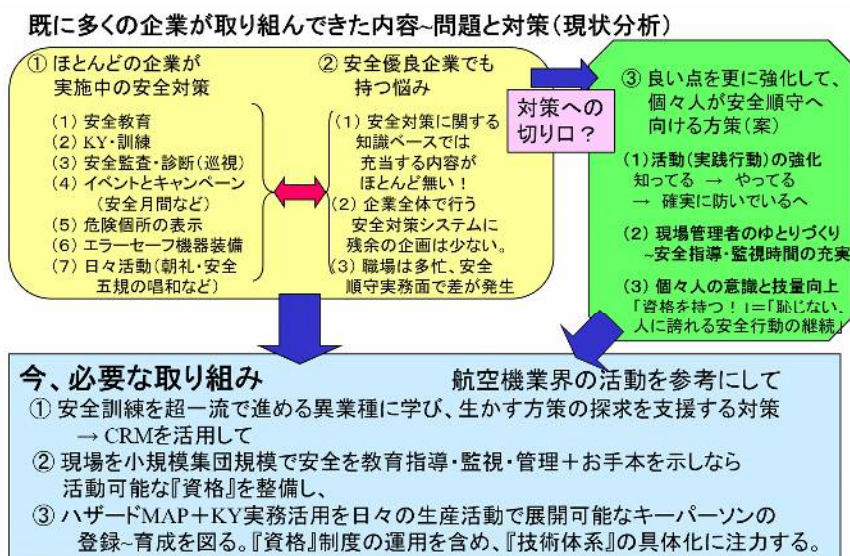 既に多くの企業が取り組んできた内容~問題と対策(現状分析)
① ほとんどの企業が
実施中の安全対策
(1) 安全教育
(2) KY・訓練
(3) 安全監査・診断(巡視)
(4) イベントとキャンペーン
(安全月間など)
(5) 危険個所の表示
(6) エラーセーフ機器装備
(7) 日々活動(朝礼・安全
五規の唱和など)
② 安全優良企業でも
持つ悩み
(1) 安全対策に関する
知識ベースでは
充当する内容が
ほとんど無い!
(2) 企業全体で行う
安全対策システムに
残余の企画は少ない。
(3) 職場は多忙、安全
順守実務面で差が発生
対策への
切り口?
③ 良い点を更に強化して、
個々人が安全順守へ
向ける方策(案)
(1)活動(実践行動)の強化
知ってる → やってる
→ 確実に防いでいるへ
(2) 現場管理者のゆとりづくり
~安全指導・監視時間の充実
(3) 個々人の意識と技量向上
「資格を持つ!」=「恥じない、
人に誇れる安全行動の継続」
今、必要な取り組み 航空機業界の活動を参考にして
① 安全訓練を超一流で進める異業種に学び、生かす方策の探求を支援する対策
→ CRMを活用して
② 現場を小規模集団規模で安全を教育指導・監視・管理+お手本を示しなら
活動可能な『資格』を整備し、
③ ハザードMAP+KY実務活用を日々の生産活動で展開可能なキーパーソンの
登録~育成を図る。『資格』制度の運用を含め、『技術体系』の具体化に注力する。